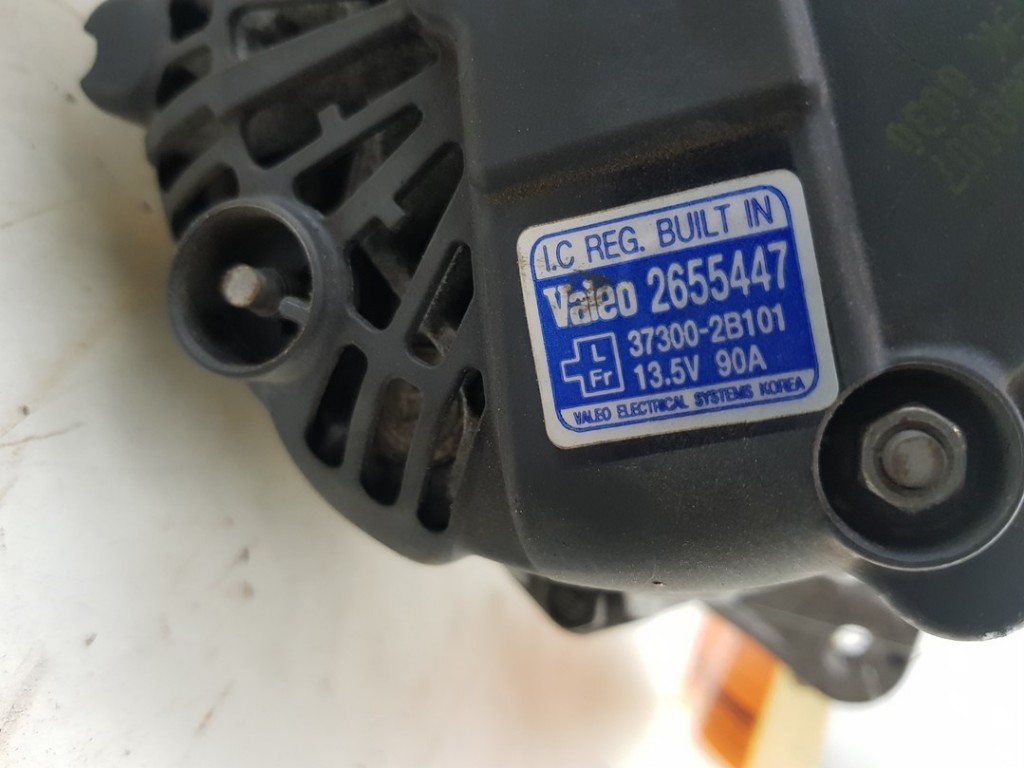 I.C REG. BUILT IN
Valeo 2655447
37300-2B101
L
Fr
13.5V 90A
VALEO ELECTRICAL SYSTEMS KOREA